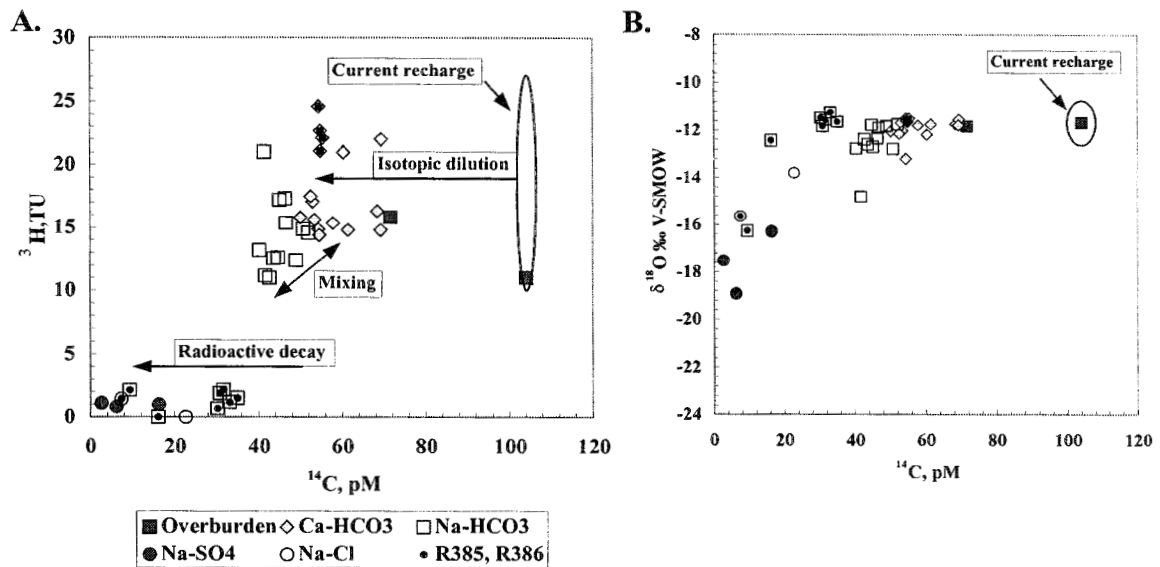 A.
30
25
20
15
10
5
0
³H,TU
Current recharge
Isotopic dilution
Mixing
Radioactive decay
0 20 40 60 80 100 120
¹⁴C, pM
B.
-8
-10
-12
-14
-16
-18
-20
-22
-24
δ¹⁸O ‰ V-SMOW
Current recharge
0 20 40 60 80 100 120
¹⁴C, pM
Overburden Ca-HCO3 Na-HCO3
Na-SO4 Na-Cl R385, R386